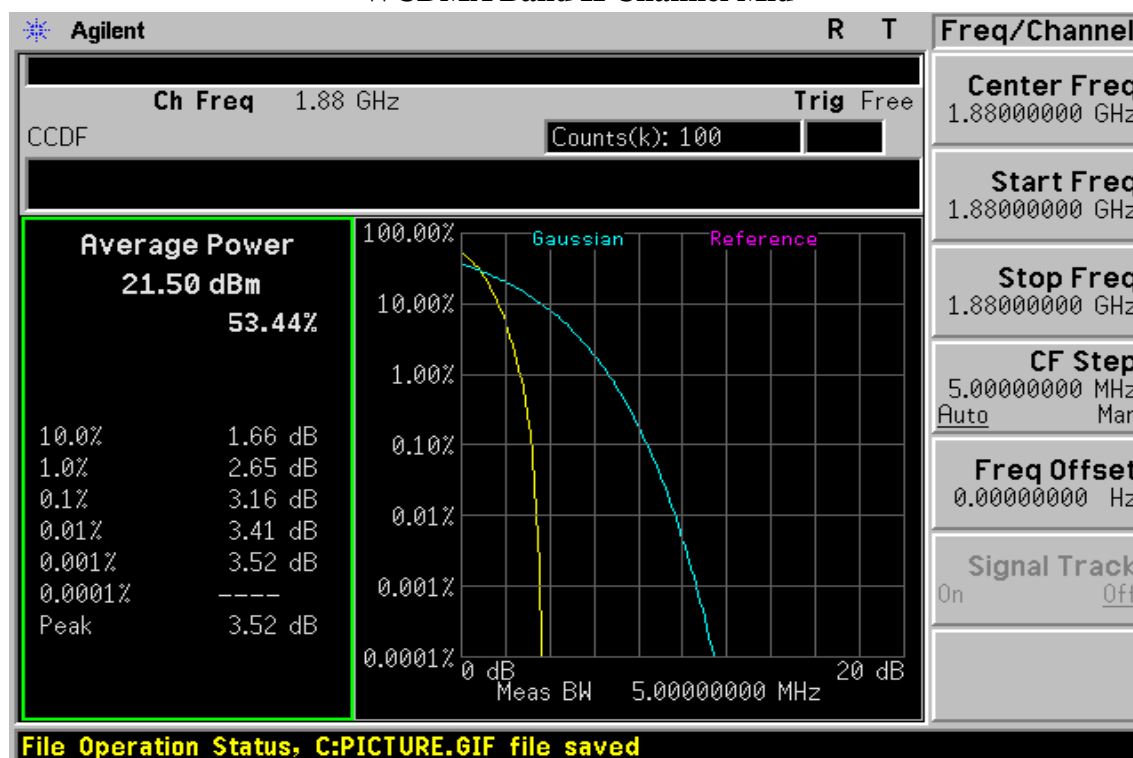 Agilent R T Freq/Channel
Ch Freq 1.88 GHz Trig Free
CCDF Counts(k): 100
Center Freq
1.88000000 GHz
Start Freq
1.88000000 GHz
Stop Freq
1.88000000 GHz
CF Step
5.00000000 MHz
Auto Man
Freq Offset
0.00000000 Hz
Signal Track
On Off
Average Power
21.50 dBm
53.44%
10.0% 1.66 dB
1.0% 2.65 dB
0.1% 3.16 dB
0.01% 3.41 dB
0.001% 3.52 dB
0.0001% ----
Peak 3.52 dB
Gaussian Reference
100.00%
10.00%
1.00%
0.10%
0.01%
0.001%
0.0001%
0 dB 20 dB
Meas BW 5.00000000 MHz
File Operation Status, C:PICTURE.GIF file saved